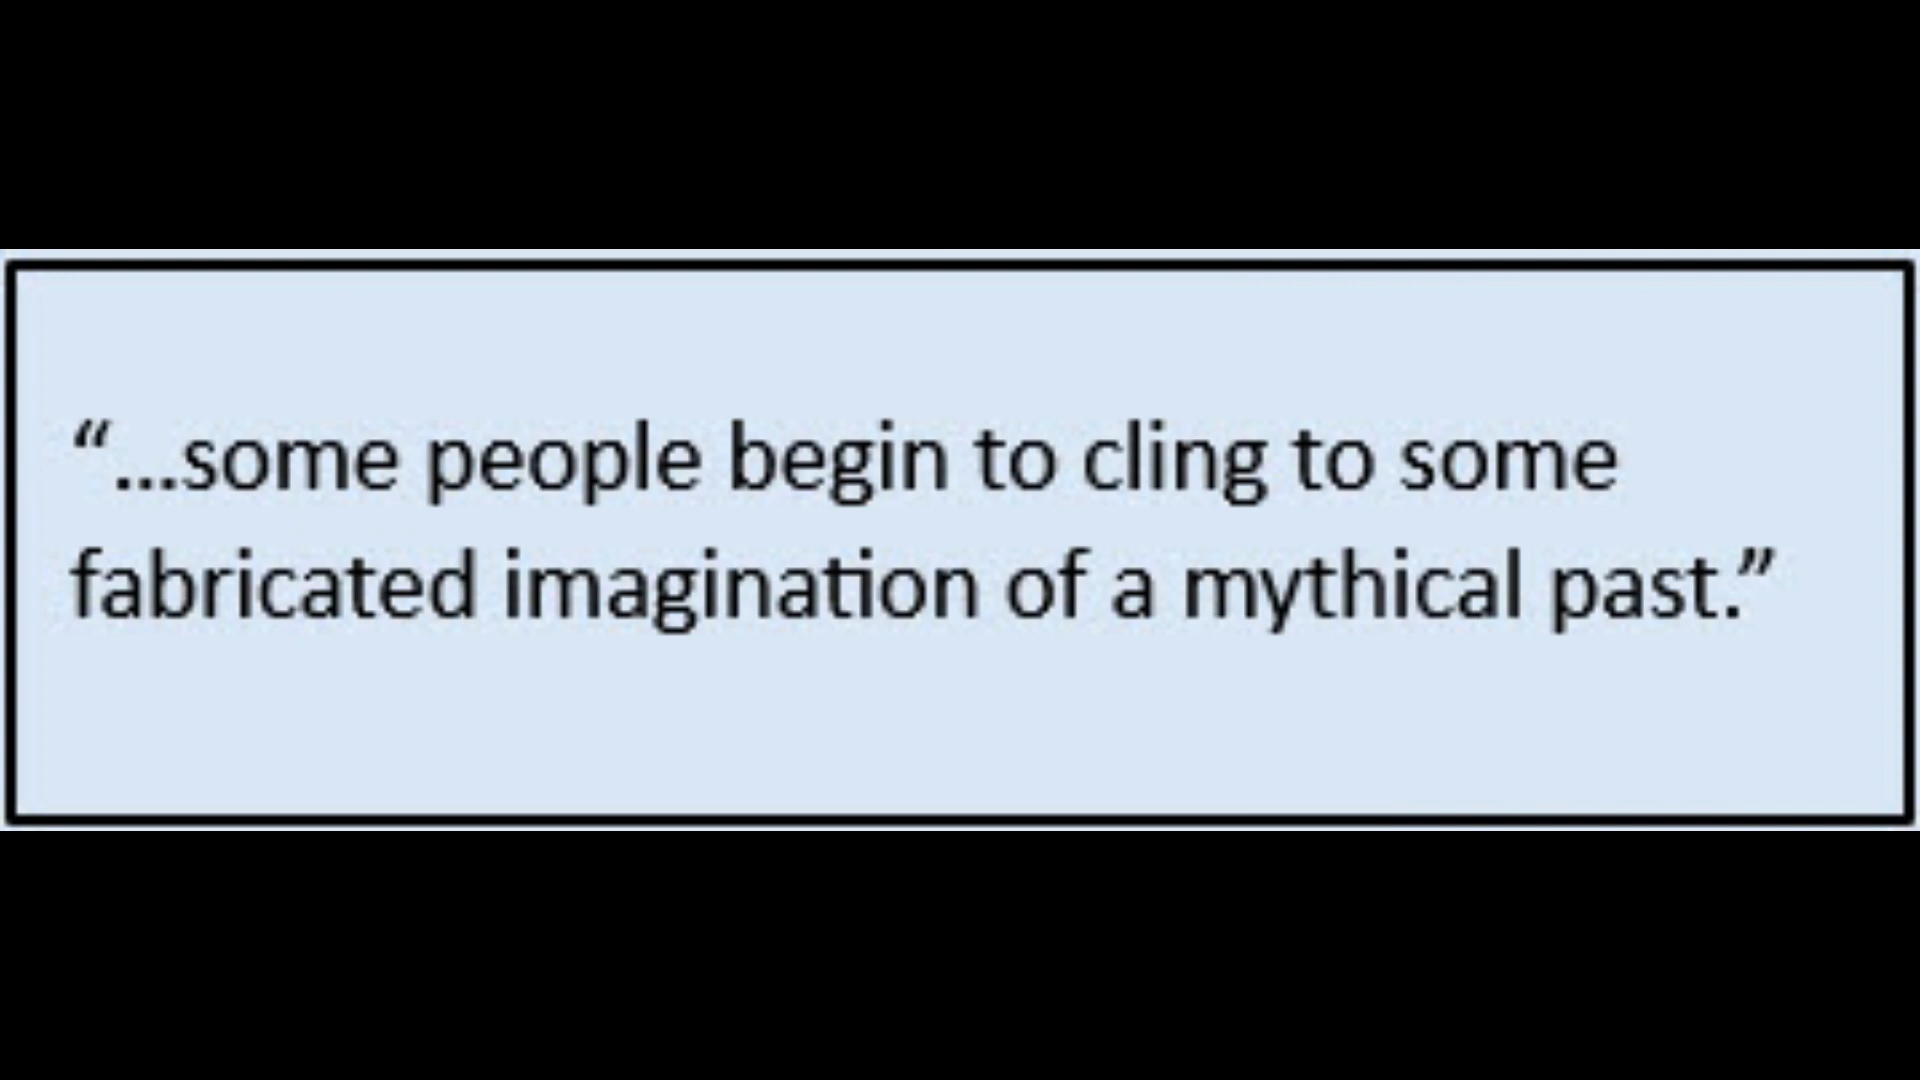 “...some people begin to cling to some
fabricated imagination of a mythical past.”